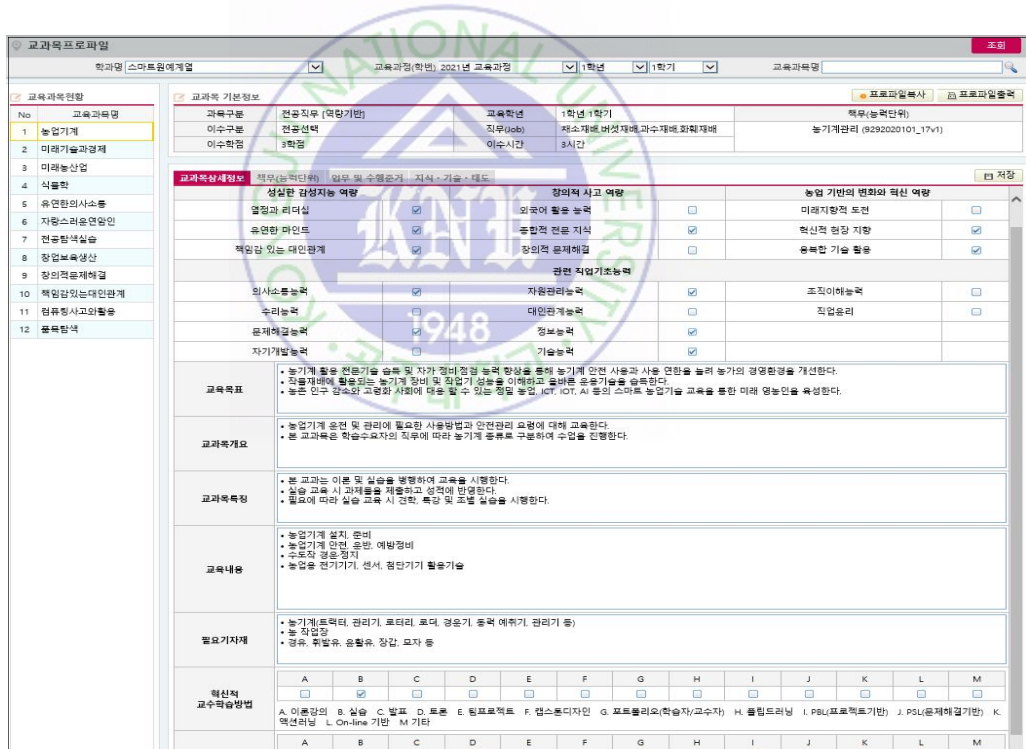 교과목프로파일
조회
학과명 스마트원예계열 교육과정(학번) 2021년 교육과정 1학년 1학기 교육과목명
교육과목현황
No 교육과목명
1 농업기계
2 미래기술과경제
3 미래농산업
4 식물학
5 유연한의사소통
6 자랑스러운연암인
7 전공탐색실습
8 창업보육생산
9 창의적문제해결
10 책임감있는대인관계
11 컴퓨팅사고와활용
12 품목탐색
교과목 기본정보 프로파일복사 프로파일출력
과목구분 전공직무 [역량기반] 교육학년 1학년 1학기 책무(능력단위)
이수구분 전공선택 직무(Job) 채소재배,버섯재배,과수재배,화훼재배 농기계관리 (9292020101_17v1)
이수학점 3학점 이수시간 3시간
교과목상세정보 책무(능력단위) 업무 및 수행준거 지식·기술·태도 저장
성실한 감성지능 역량 창의적 사고 역량 농업 기반의 변화와 혁신 역량
열정과 리더십 외국어 활용 능력 미래지향적 도전
유연한 마인드 종합적 전문 지식 혁신적 현장 지향
책임감 있는 대인관계 창의적 문제해결 융복합 기술 활용
관련 직업기초능력
의사소통능력 자원관리능력 조직이해능력
수리능력 대인관계능력 직업윤리
문제해결능력 정보능력
자기개발능력 기술능력
교육목표
• 농기계 활용 전문기술 습득 및 자가 정비·점검 능력 향상을 통해 농기계 안전 사용과 사용 연한을 늘려 농가의 경영환경을 개선한다.
• 작물재배에 활용되는 농기계 장비 및 작업기 성능을 이해하고 올바른 운용기술을 습득한다.
• 농촌 인구 감소와 고령화 사회에 대응 할 수 있는 정밀 농업, ICT, IOT, AI 등의 스마트 농업기술 교육을 통한 미래 영농인을 육성한다.
교과목개요
• 농업기계 운전 및 관리에 필요한 사용방법과 안전관리 요령에 대해 교육한다.
• 본 교과목은 학습수요자의 직무에 따라 농기계 종류로 구분하여 수업을 진행한다.
교과목특징
• 본 교과는 이론 및 실습을 병행하여 교육을 시행한다.
• 실습 교육 시 과제물을 제출하고 성적에 반영한다.
• 필요에 따라 실습 교육 시 견학, 특강 및 조별 실습을 시행한다.
교육내용
• 농업기계 설치, 준비
• 농업기계 안전, 운반, 예방정비
• 수도작 경운·정지
• 농업용 전기기기, 센서, 첨단기기 활용기술
필요기자재
• 농기계(트랙터, 관리기, 로터리, 로더, 경운기, 동력 예취기, 관리기 등)
• 농 작업장
• 경유, 휘발유, 윤활유, 장갑, 모자 등
혁신적
교수학습방법
A B C D E F G H I J K L M
A. 이론강의 B. 실습 C. 발표 D. 토론 E. 팀프로젝트 F. 캡스톤디자인 G. 포트폴리오(학습자/교수자) H. 플립드러닝 I. PBL(프로젝트기반) J. PSL(문제해결기반) K.
액션러닝 L. On-line 기반 M 기타
A B C D E F G H I J K L M
KONGJU NATIONAL UNIVERSITY
KNU
1948